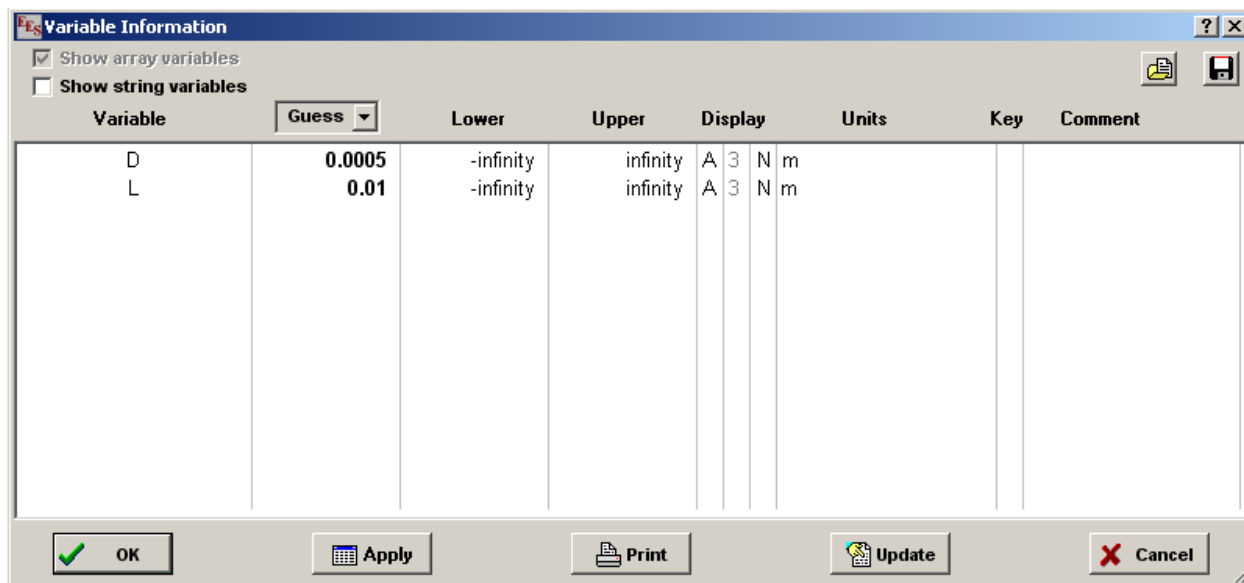 EES Variable Information
Show array variables
Show string variables
Variable Guess Lower Upper Display Units Key Comment
D 0.0005 -infinity infinity A 3 N m
L 0.01 -infinity infinity A 3 N m
OK Apply Print Update Cancel